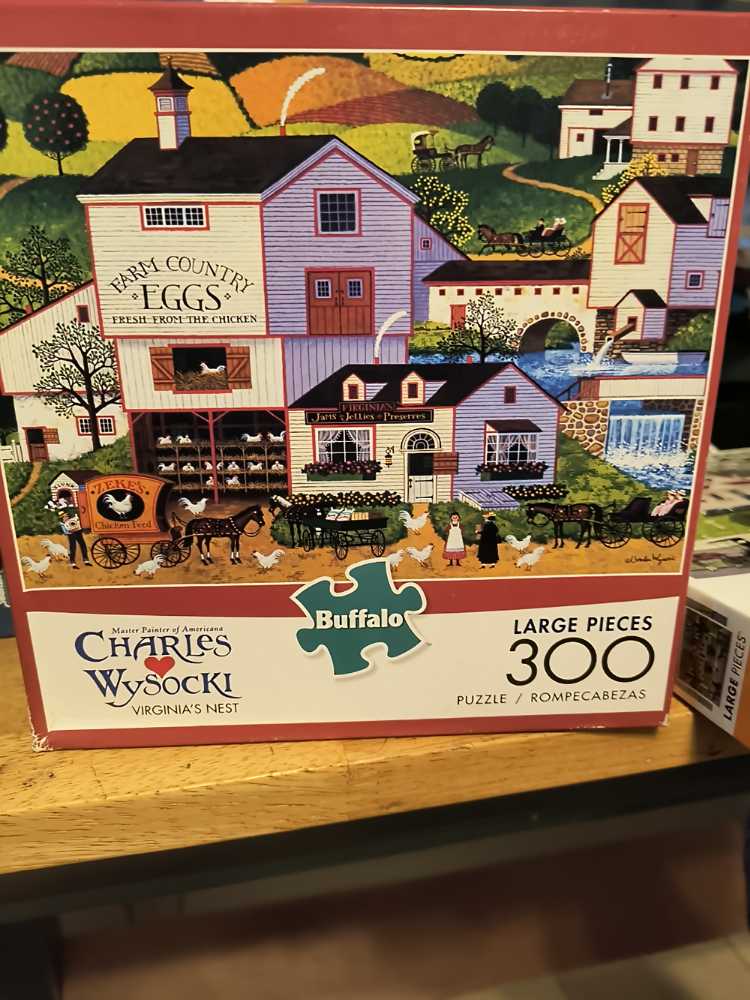 FARM COUNTRY
EGGS
FRESH FROM THE CHICKEN
VIRGINIA'S
Jams Jellies Preserves
ZEKE'S
Chicken Feed
Buffalo
Master Painter of Americana
CHARLES
WYSOCKI
VIRGINIA'S NEST
LARGE PIECES
300
PUZZLE / ROMPECABEZAS
LARGE PIECES